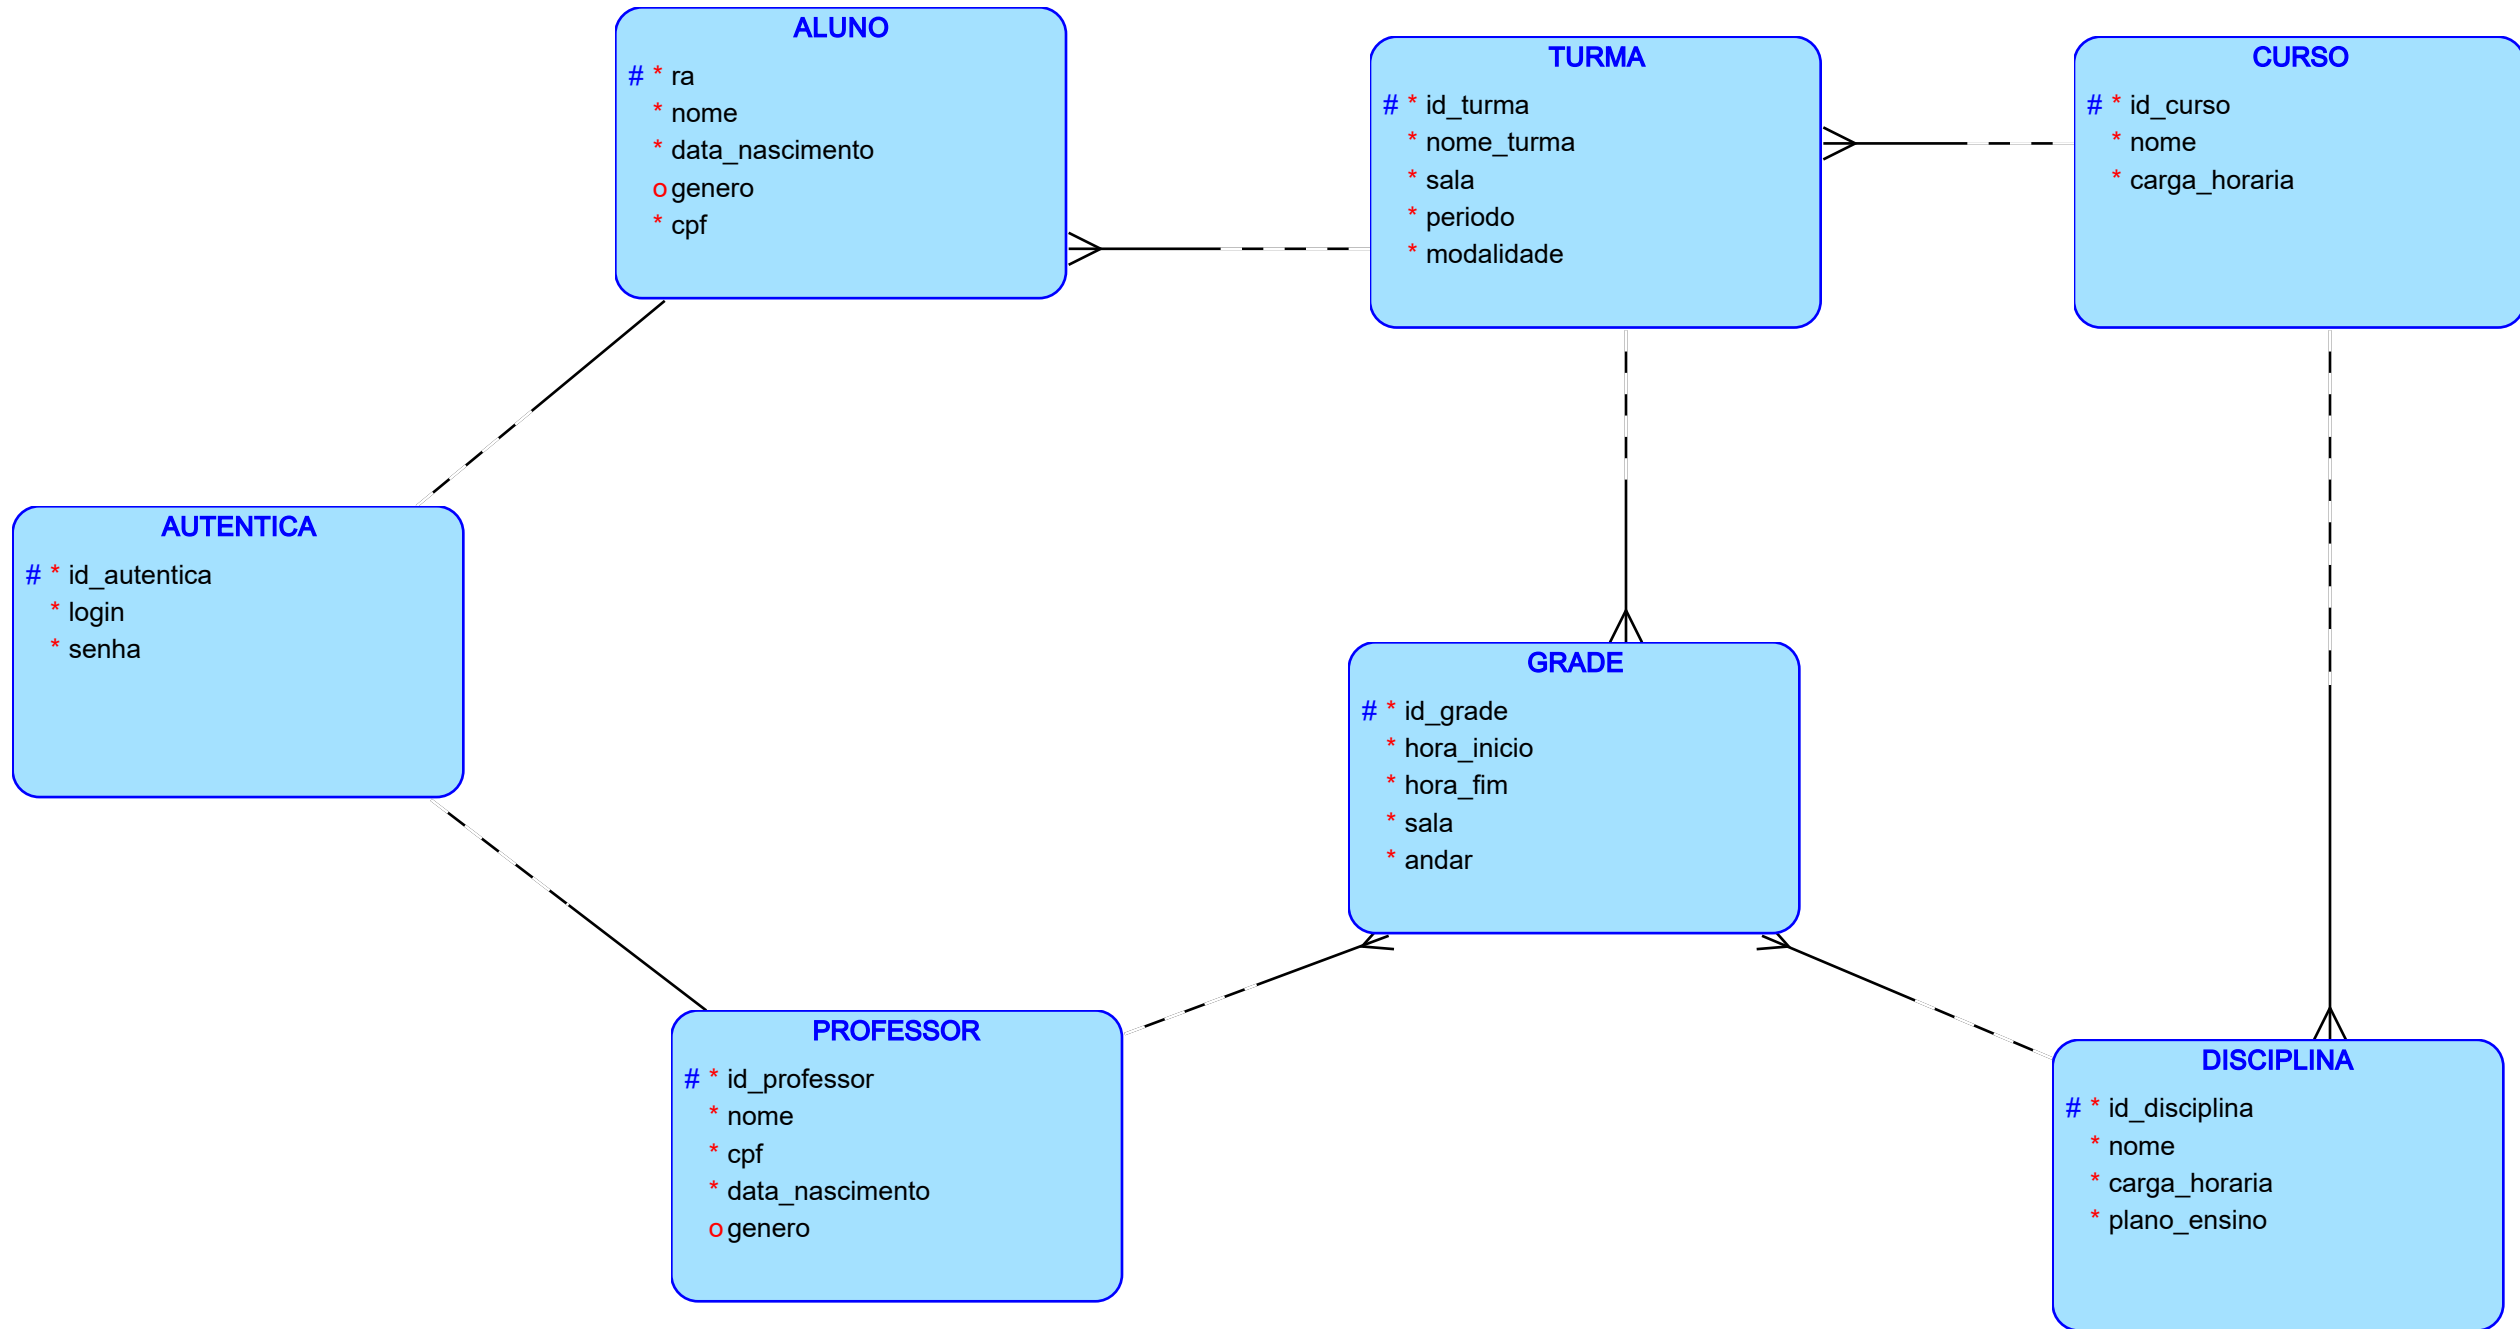 ALUNO
# * ra
* nome
* data_nascimento
o genero
* cpf
TURMA
# * id_turma
* nome_turma
* sala
* periodo
* modalidade
CURSO
# * id_curso
* nome
* carga_horaria
AUTENTICA
# * id_autentica
* login
* senha
GRADE
# * id_grade
* hora_inicio
* hora_fim
* sala
* andar
PROFESSOR
# * id_professor
* nome
* cpf
* data_nascimento
o genero
DISCIPLINA
# * id_disciplina
* nome
* carga_horaria
* plano_ensino